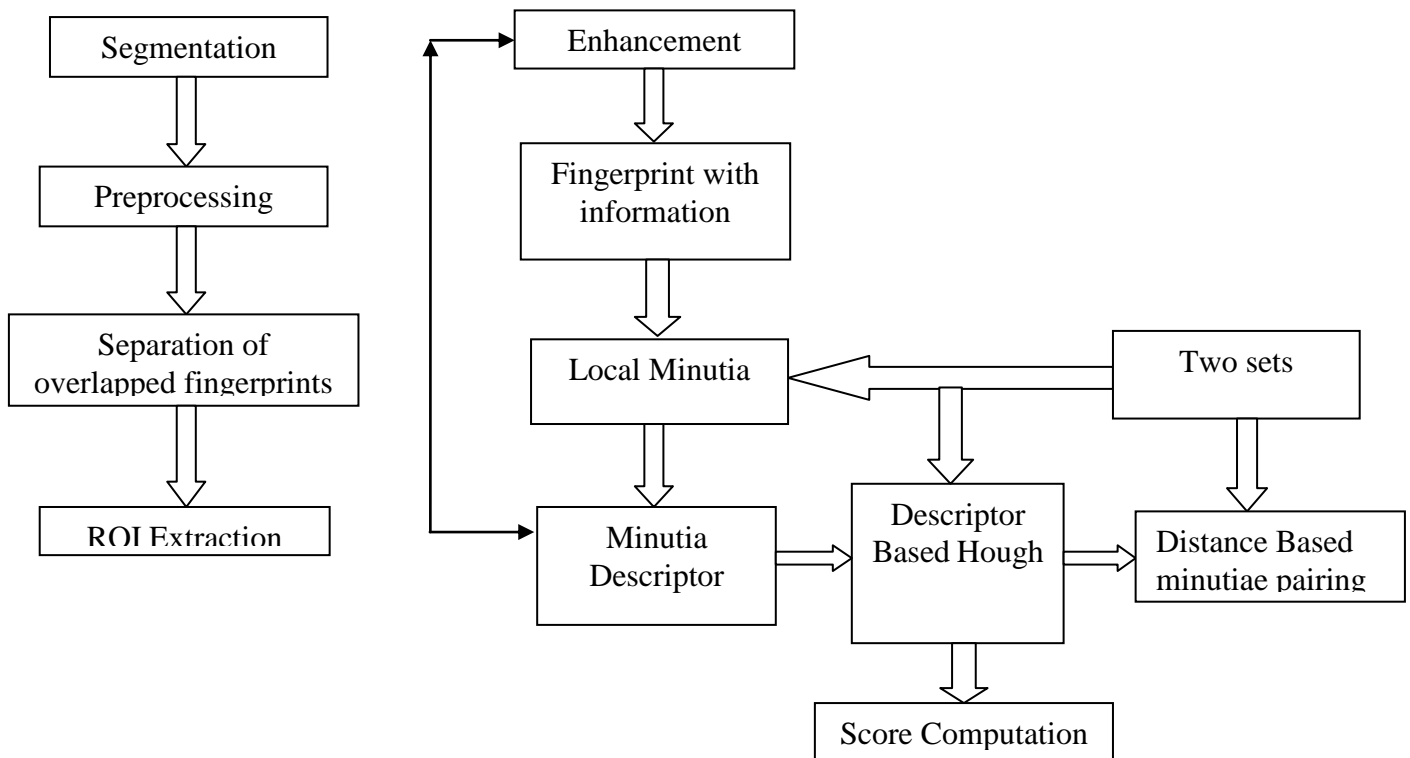 Segmentation
Preprocessing
Separation of
overlapped fingerprints
ROI Extraction
Enhancement
Fingerprint with
information
Local Minutia
Two sets
Minutia
Descriptor
Descriptor
Based Hough
Distance Based
minutiae pairing
Score Computation